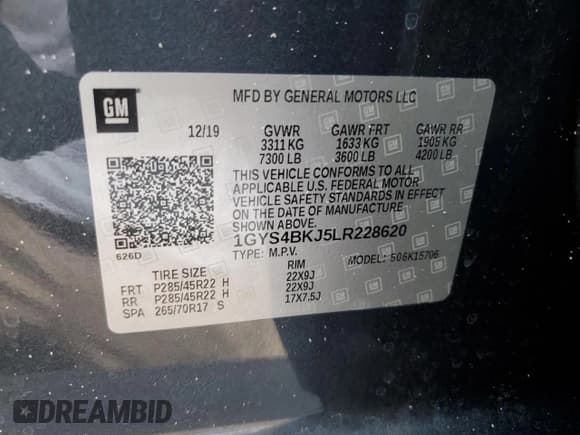 GM
MFD BY GENERAL MOTORS LLC
12/19 GVWR GAWR FRT GAWR RR
3311 KG 1633 KG 1905 KG
7300 LB 3600 LB 4200 LB
THIS VEHICLE CONFORMS TO ALL
APPLICABLE U.S. FEDERAL MOTOR
VEHICLE SAFETY STANDARDS IN EFFECT
ON THE DATE OF MANUFACTURE SHOWN ABOVE.
1GYS4BKJ5LR228620
626D TYPE: M.P.V. 506K15706
TIRE SIZE RIM
FRT P285/45R22 H 22X9J
RR P285/45R22 H 22X9J
SPA 265/70R17 S 17X7.5J
DREAMBID